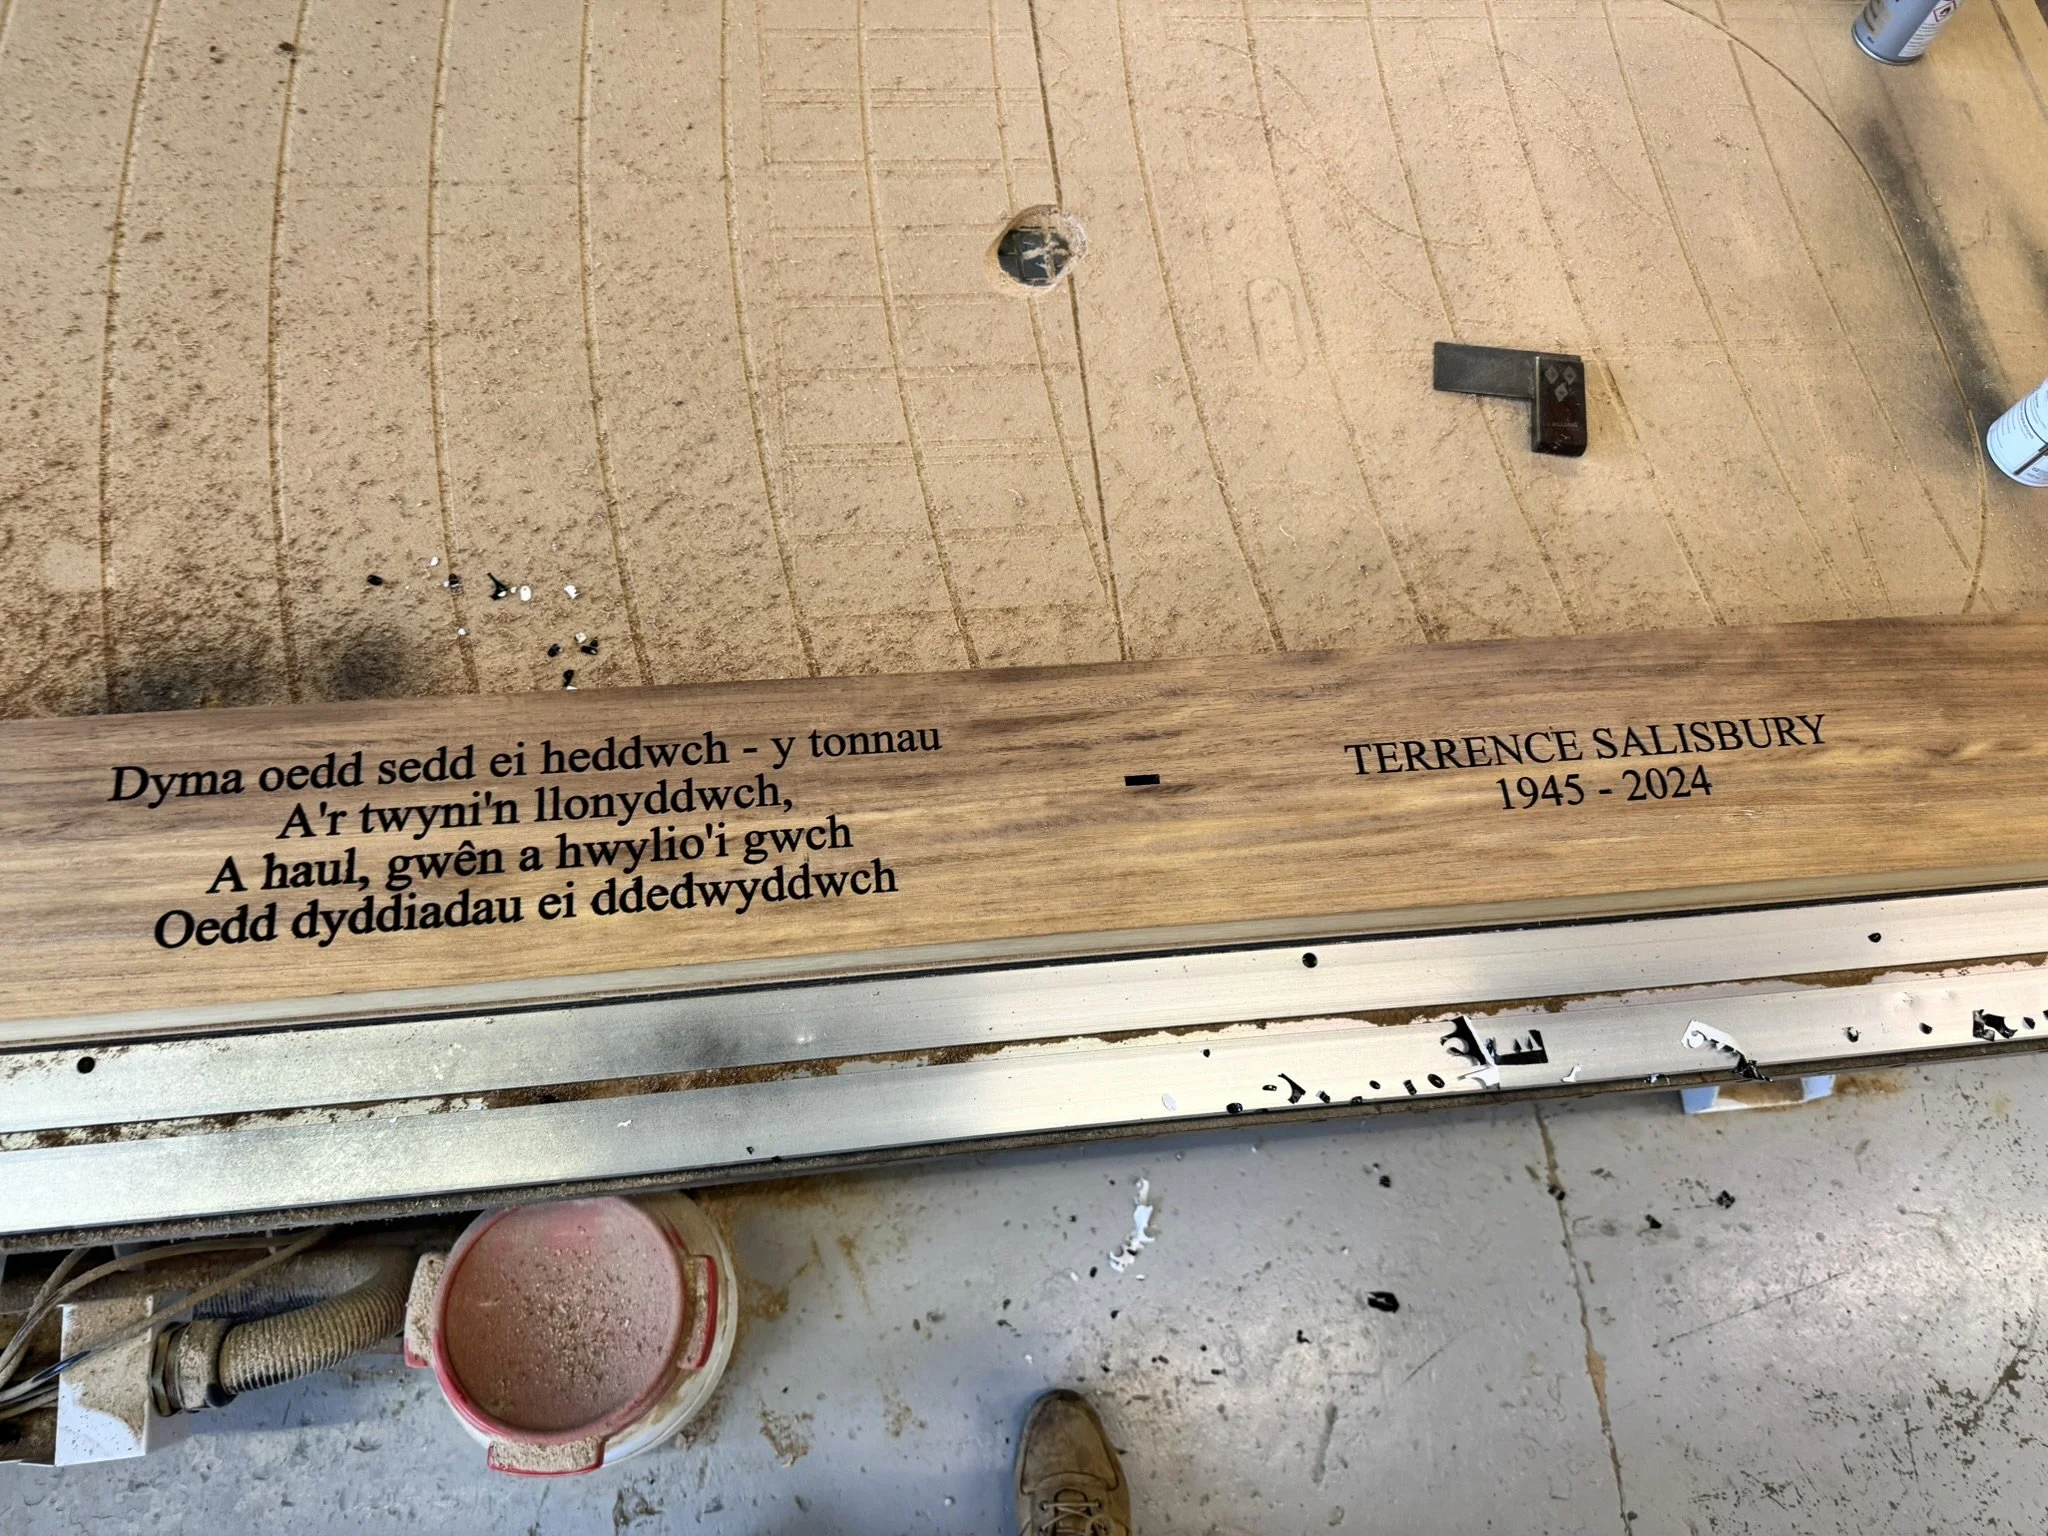 Dyma oedd sedd ei heddwch - y tonnau
A'r twyni'n llonyddwch,
A haul, gwên a hwylio'i gwch
Oedd dyddiadau ei ddedwyddwch
TERRENCE SALISBURY
1945 - 2024